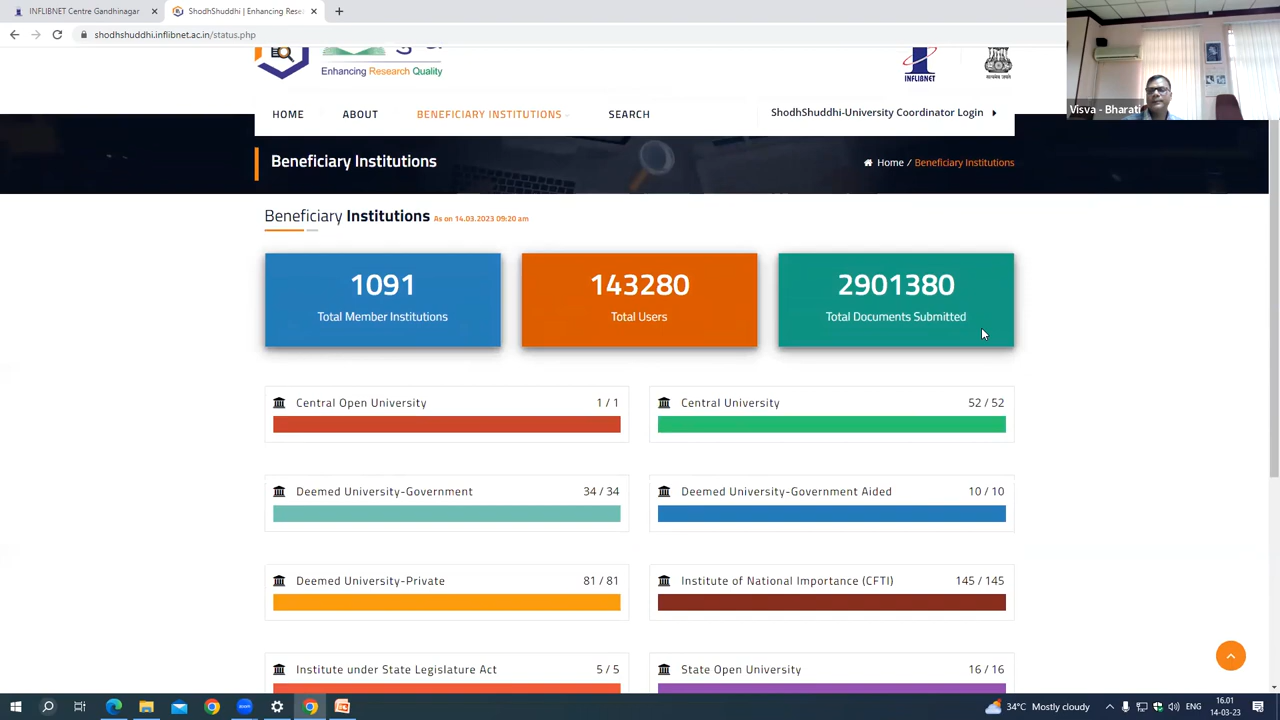 INFLIBNET Centre Gandhinagar
ShodhShuddhi | Enhancing Rese
shodhshuddhi.inflibnet.ac.in/status.php
Enhancing Research Quality
INFLIBNET
सत्यमेव जयते
Visva - Bharati
HOME
ABOUT
BENEFICIARY INSTITUTIONS
SEARCH
ShodhShuddhi-University Coordinator Login
Beneficiary Institutions
Home / Beneficiary Institutions
Beneficiary Institutions As on 14.03.2023 09:20 am
1091
Total Member Institutions
143280
Total Users
2901380
Total Documents Submitted
Central Open University 1 / 1
Central University 52 / 52
Deemed University-Government 34 / 34
Deemed University-Government Aided 10 / 10
Deemed University-Private 81 / 81
Institute of National Importance (CFTI) 145 / 145
Institute under State Legislature Act 5 / 5
State Open University 16 / 16
34°C Mostly cloudy
ENG
16.01
14-03-23